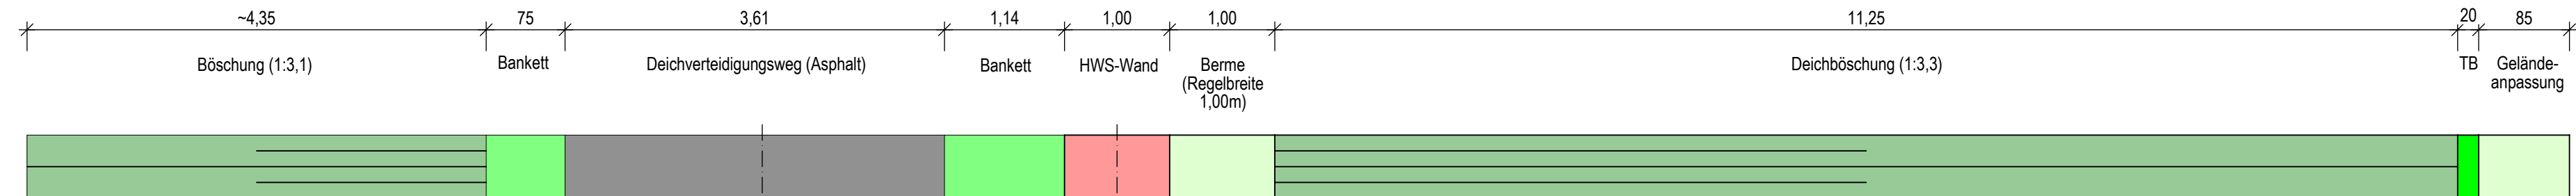 ~4,35 75 3,61 1,14 1,00 1,00 11,25 20 85
Böschung (1:3,1) Bankett Deichverteidigungsweg (Asphalt) Bankett HWS-Wand Berme Deichböschung (1:3,3) TB Gelände-
(Regelbreite anpassung
1,00m)